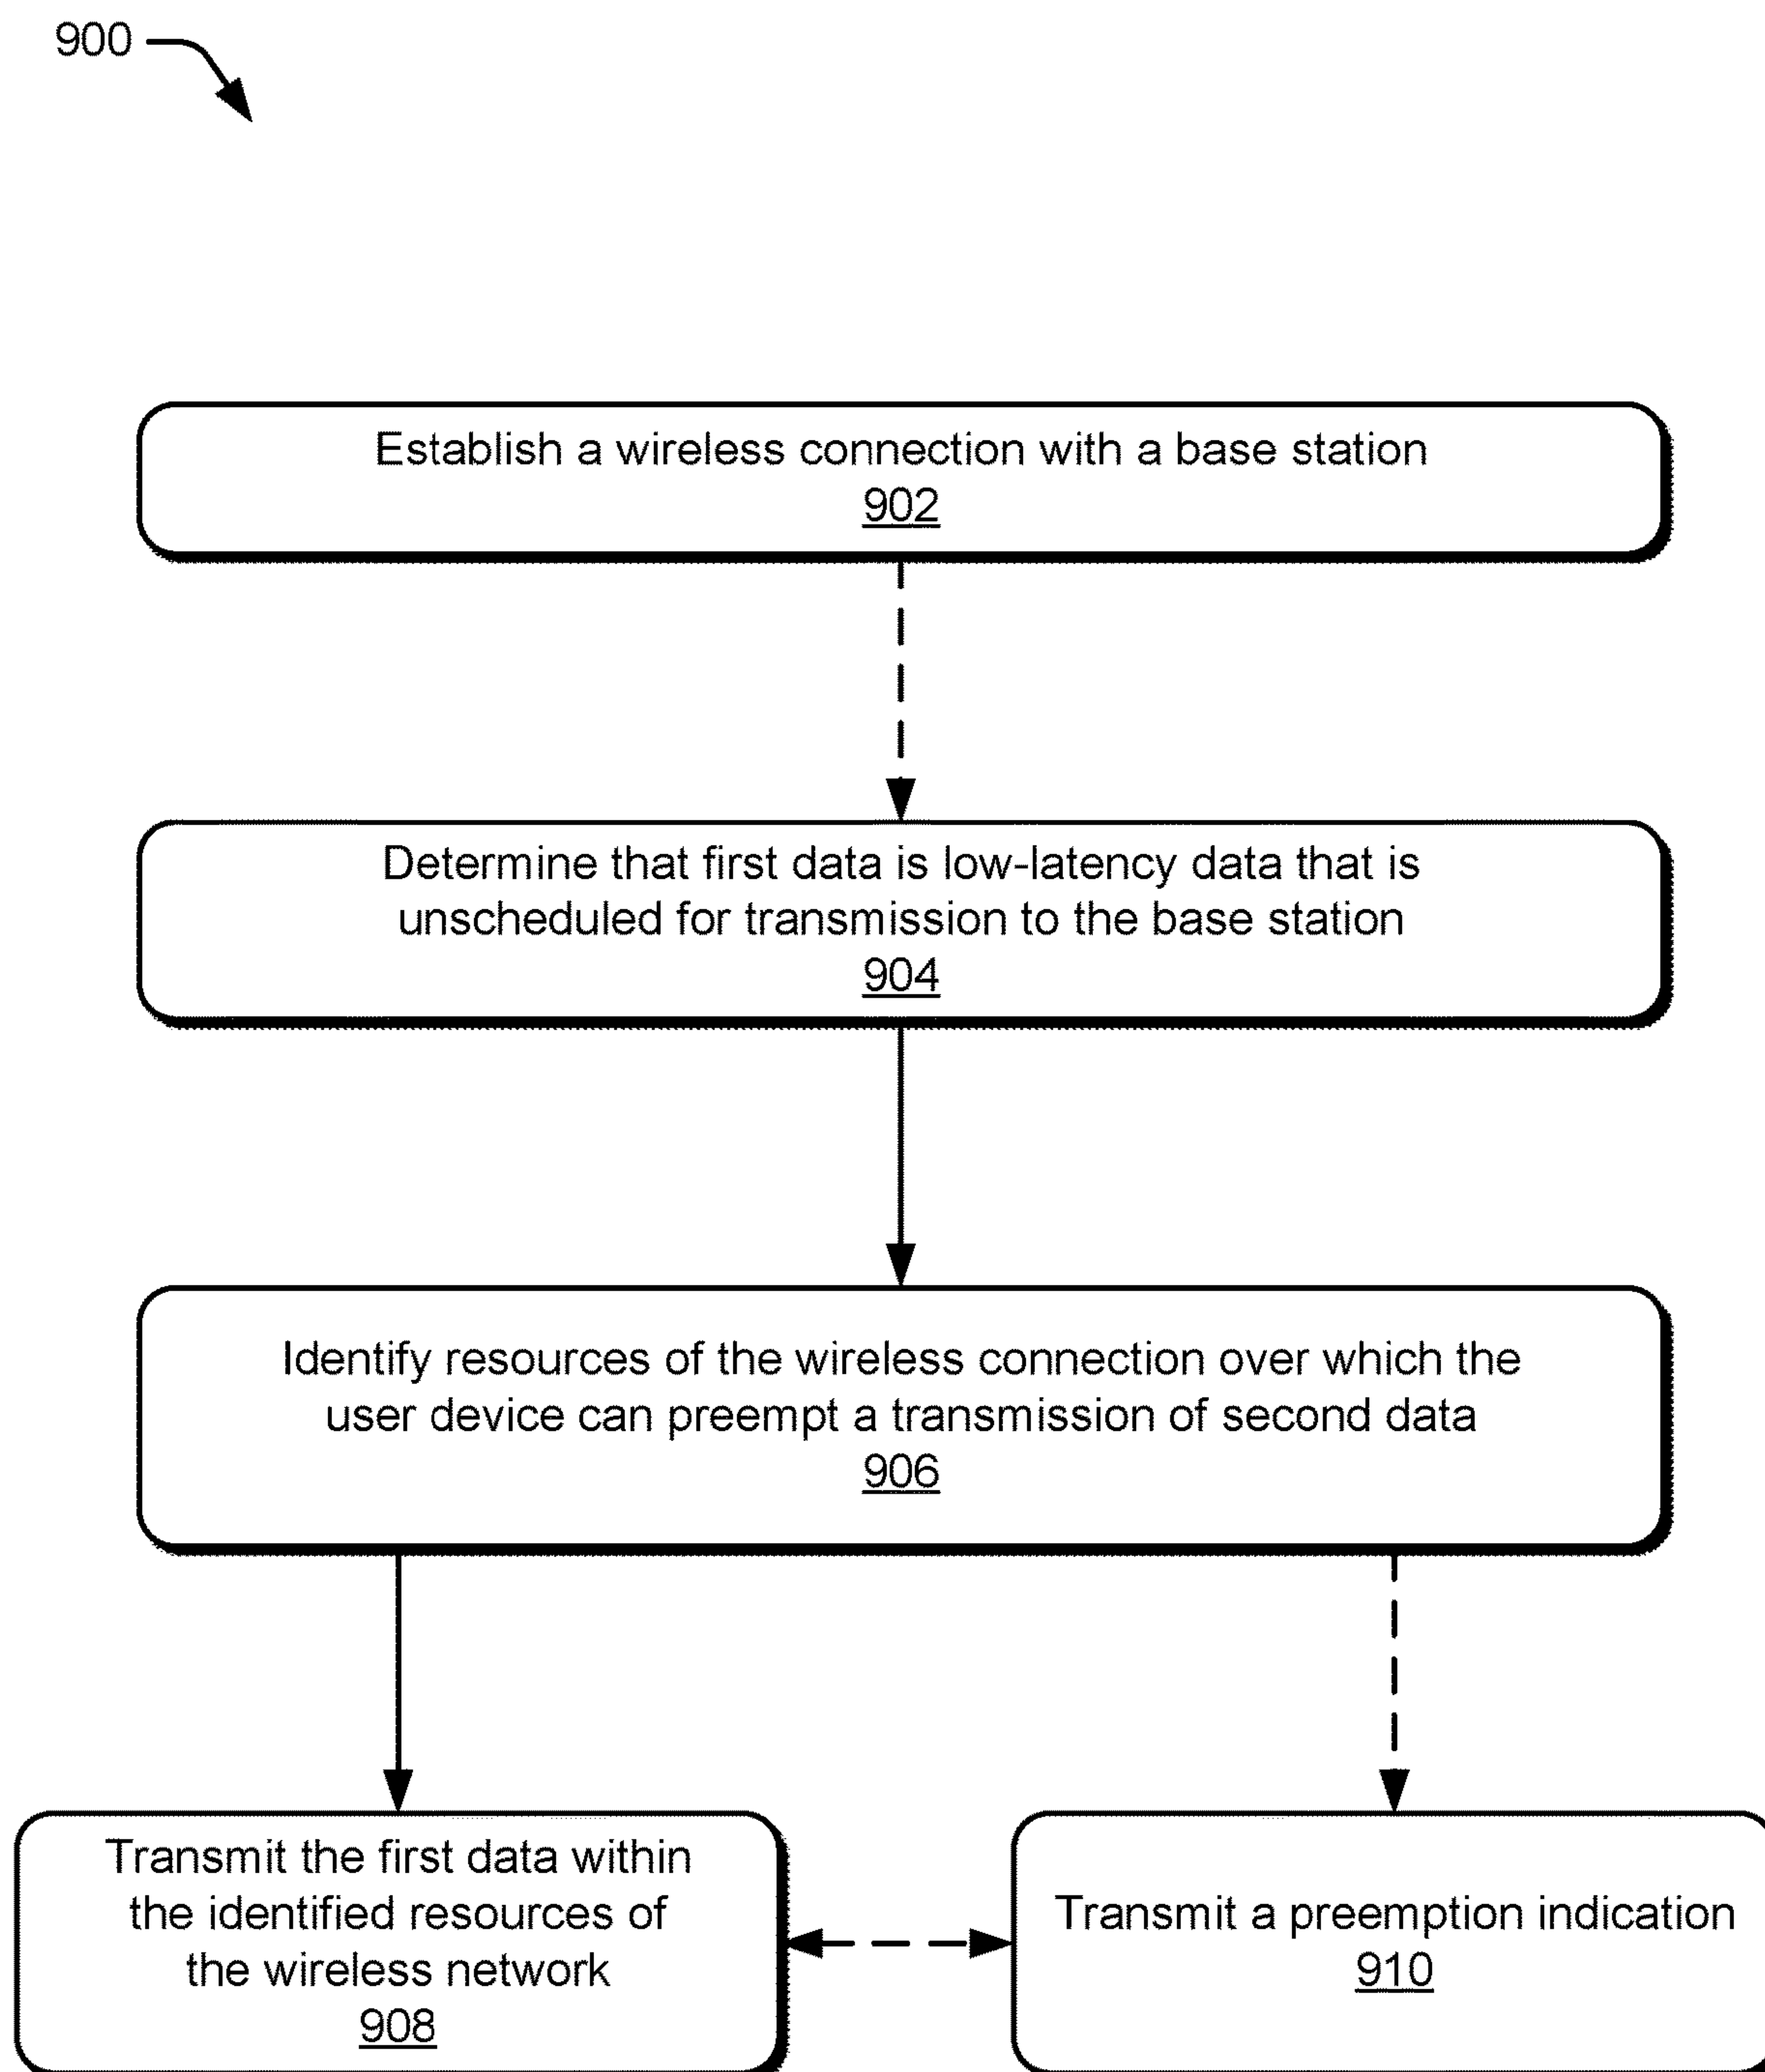 900
Establish a wireless connection with a base station
902
Determine that first data is low-latency data that is
unscheduled for transmission to the base station
904
Identify resources of the wireless connection over which the
user device can preempt a transmission of second data
906
Transmit the first data within
the identified resources of
the wireless network
908
Transmit a preemption indication
910